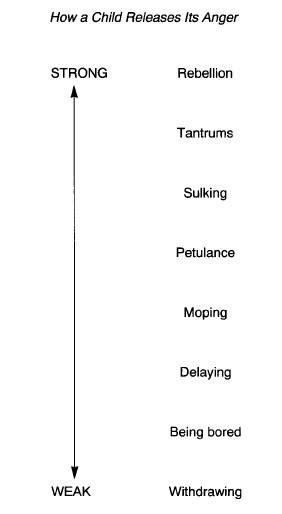 How a Child Releases Its Anger
STRONG Rebellion
Tantrums
Sulking
Petulance
Moping
Delaying
Being bored
WEAK Withdrawing